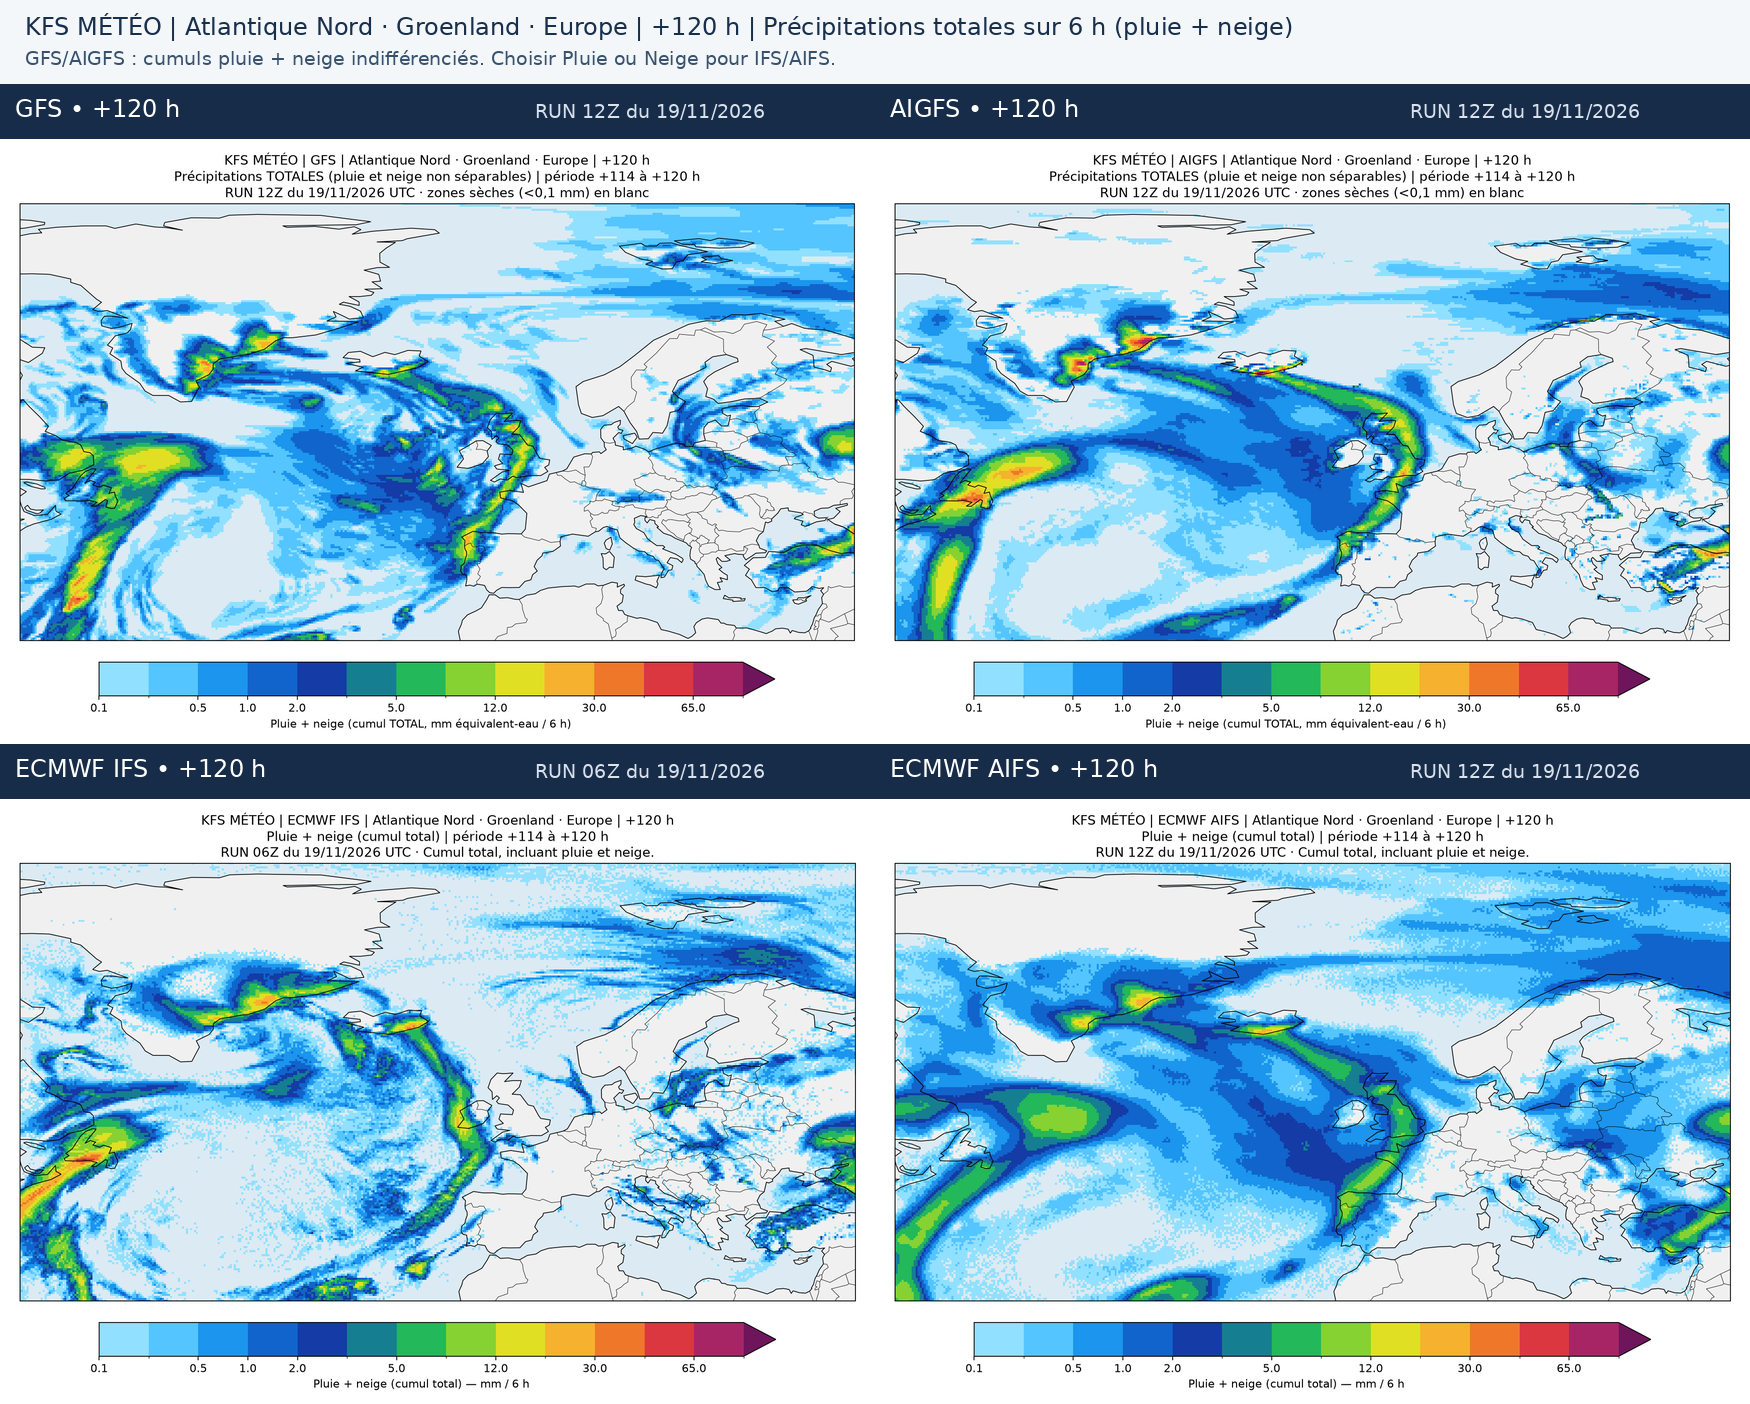 KFS MÉTÉO | Atlantique Nord · Groenland · Europe | +120 h | Précipitations totales sur 6 h (pluie + neige)
GFS/AIGFS : cumuls pluie + neige indifférenciés. Choisir Pluie ou Neige pour IFS/AIFS.
GFS • +120 h
RUN 12Z du 19/11/2026
AIGFS • +120 h
RUN 12Z du 19/11/2026
KFS MÉTÉO | GFS | Atlantique Nord · Groenland · Europe | +120 h
Précipitations TOTALES (pluie et neige non séparables) | période +114 à +120 h
RUN 12Z du 19/11/2026 UTC · zones sèches (<0,1 mm) en blanc
KFS MÉTÉO | AIGFS | Atlantique Nord · Groenland · Europe | +120 h
Précipitations TOTALES (pluie et neige non séparables) | période +114 à +120 h
RUN 12Z du 19/11/2026 UTC · zones sèches (<0,1 mm) en blanc
0.1 0.5 1.0 2.0 5.0 12.0 30.0 65.0
Pluie + neige (cumul TOTAL, mm équivalent-eau / 6 h)
0.1 0.5 1.0 2.0 5.0 12.0 30.0 65.0
Pluie + neige (cumul TOTAL, mm équivalent-eau / 6 h)
ECMWF IFS • +120 h
RUN 06Z du 19/11/2026
ECMWF AIFS • +120 h
RUN 12Z du 19/11/2026
KFS MÉTÉO | ECMWF IFS | Atlantique Nord · Groenland · Europe | +120 h
Pluie + neige (cumul total) | période +114 à +120 h
RUN 06Z du 19/11/2026 UTC · Cumul total, incluant pluie et neige.
KFS MÉTÉO | ECMWF AIFS | Atlantique Nord · Groenland · Europe | +120 h
Pluie + neige (cumul total) | période +114 à +120 h
RUN 12Z du 19/11/2026 UTC · Cumul total, incluant pluie et neige.
0.1 0.5 1.0 2.0 5.0 12.0 30.0 65.0
Pluie + neige (cumul total) — mm / 6 h
0.1 0.5 1.0 2.0 5.0 12.0 30.0 65.0
Pluie + neige (cumul total) — mm / 6 h